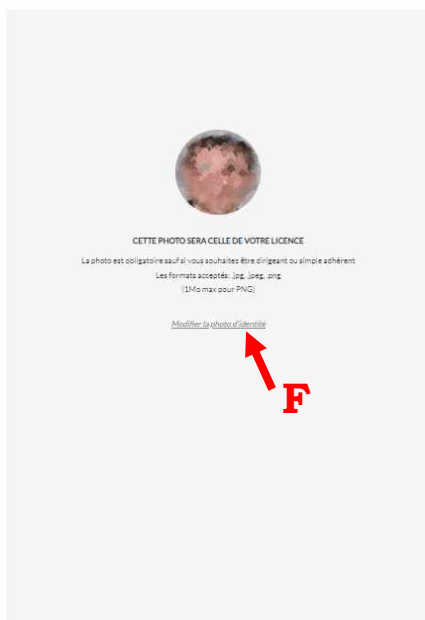 CETTE PHOTO SERA CELLE DE VOTRE LICENCE
La photo est obligatoire sauf si vous souhaitez être dirigeant ou simple adhérent
Les formats acceptés: .jpg, .jpeg, .png
(1Mo max pour PNG)
Modifier la photo d'identité
F